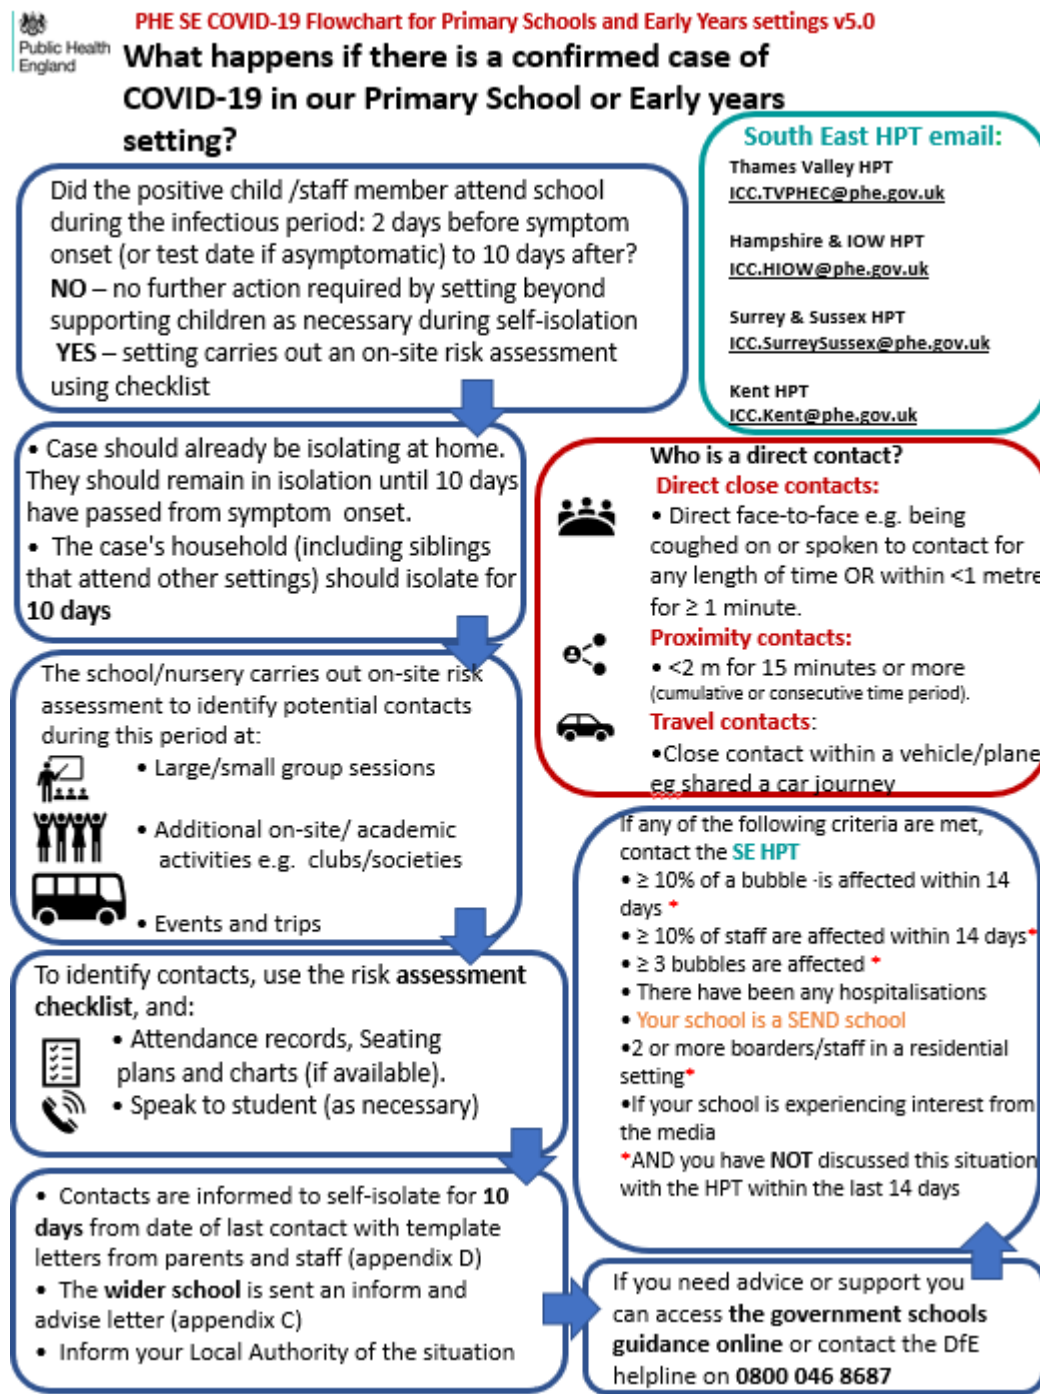 PHE SE COVID-19 Flowchart for Primary Schools and Early Years settings v5.0
Public Health
England
What happens if there is a confirmed case of
COVID-19 in our Primary School or Early years
setting?
South East HPT email:
Thames Valley HPT
ICC.TVPHEC@phe.gov.uk
Hampshire & IOW HPT
ICC.HIOW@phe.gov.uk
Surrey & Sussex HPT
ICC.SurreySussex@phe.gov.uk
Kent HPT
ICC.Kent@phe.gov.uk
Did the positive child /staff member attend school
during the infectious period: 2 days before symptom
onset (or test date if asymptomatic) to 10 days after?
NO – no further action required by setting beyond
supporting children as necessary during self-isolation
YES – setting carries out an on-site risk assessment
using checklist
• Case should already be isolating at home.
They should remain in isolation until 10 days
have passed from symptom onset.
• The case's household (including siblings
that attend other settings) should isolate for
10 days
Who is a direct contact?
Direct close contacts:
• Direct face-to-face e.g. being
coughed on or spoken to contact for
any length of time OR within <1 metre
for ≥ 1 minute.
Proximity contacts:
• <2 m for 15 minutes or more
(cumulative or consecutive time period).
Travel contacts:
•Close contact within a vehicle/plane
eg shared a car journey
The school/nursery carries out on-site risk
assessment to identify potential contacts
during this period at:
• Large/small group sessions
• Additional on-site/ academic
activities e.g. clubs/societies
• Events and trips
To identify contacts, use the risk assessment
checklist, and:
• Attendance records, Seating
plans and charts (if available).
• Speak to student (as necessary)
• Contacts are informed to self-isolate for 10
days from date of last contact with template
letters from parents and staff (appendix D)
• The wider school is sent an inform and
advise letter (appendix C)
• Inform your Local Authority of the situation
If you need advice or support you
can access the government schools
guidance online or contact the DfE
helpline on 0800 046 8687
If any of the following criteria are met,
contact the SE HPT
• ≥ 10% of a bubble ·is affected within 14
days *
• ≥ 10% of staff are affected within 14 days*
• ≥ 3 bubbles are affected *
• There have been any hospitalisations
• Your school is a SEND school
•2 or more boarders/staff in a residential
setting*
•If your school is experiencing interest from
the media
*AND you have NOT discussed this situation
with the HPT within the last 14 days